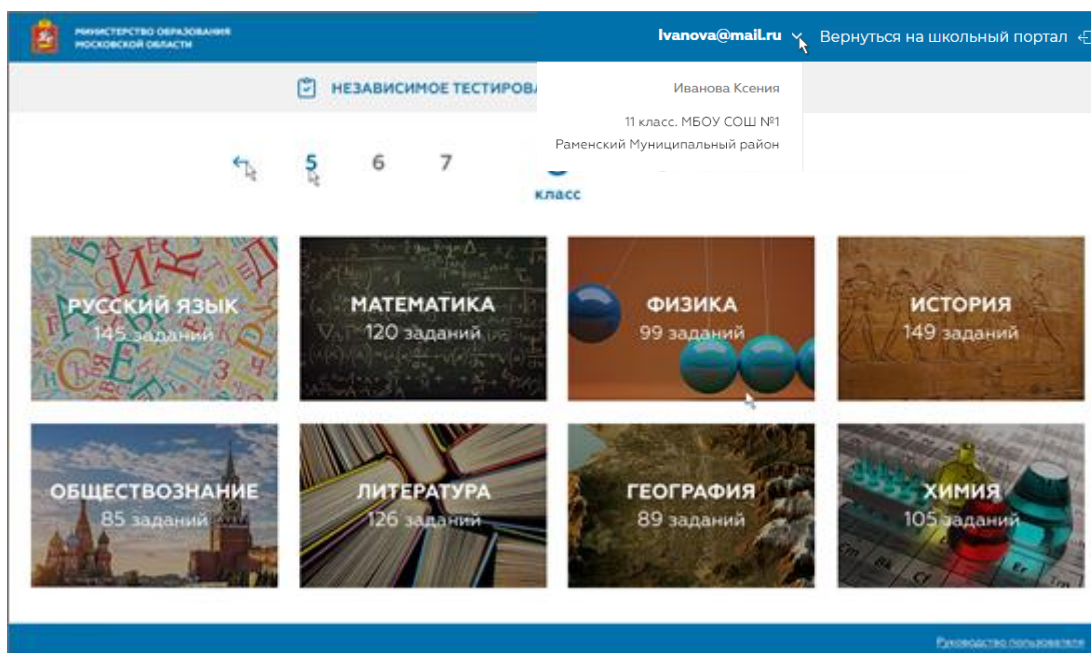 МИНИСТЕРСТВО ОБРАЗОВАНИЯ
МОСКОВСКОЙ ОБЛАСТИ
Ivanova@mail.ru
Вернуться на школьный портал
НЕЗАВИСИМОЕ ТЕСТИРОВА
Иванова Ксения
11 класс. МБОУ СОШ №1
Раменский Муниципальный район
5 6 7
класс
РУССКИЙ ЯЗЫК
145 заданий
МАТЕМАТИКА
120 заданий
ФИЗИКА
99 заданий
ИСТОРИЯ
149 заданий
ОБЩЕСТВОЗНАНИЕ
85 заданий
ЛИТЕРАТУРА
126 заданий
ГЕОГРАФИЯ
89 заданий
ХИМИЯ
105 заданий
Руководство пользователя